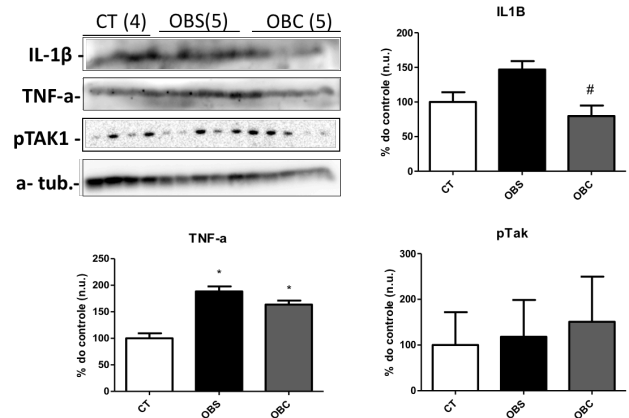 CT (4) OBS(5) OBC (5)
IL-1β -
TNF-a-
pTAK1 -
a- tub.-
IL1B
% do controle (n.u.)
200
150
100
50
0
#
CT OBS OBC
TNF-a
% do controle (n.u.)
250
200
150
100
50
0
* *
CT OBS OBC
pTak
% do controle (n.u.)
300
200
100
0
CT OBS OBC